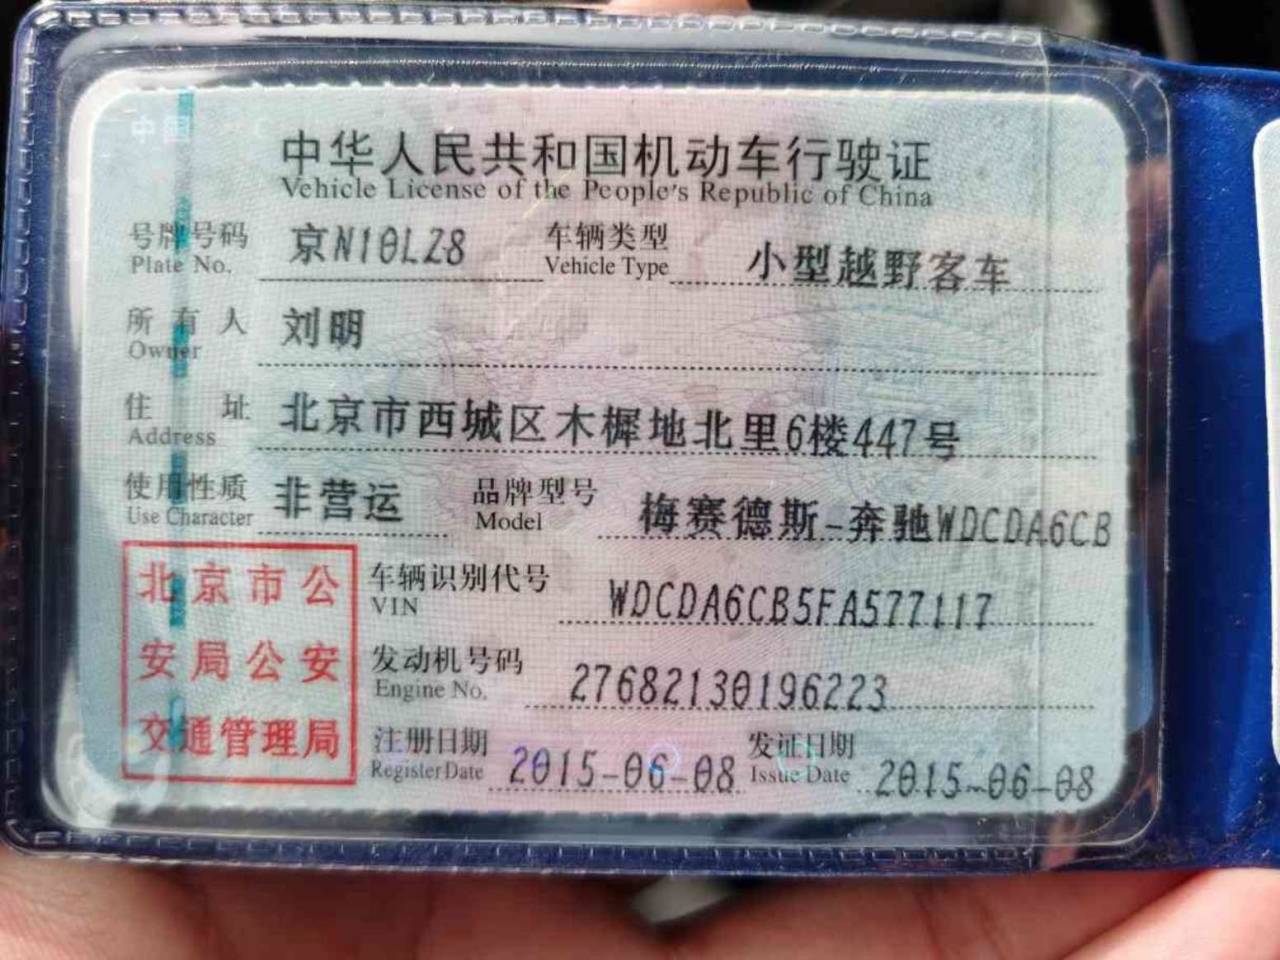 中国
中华人民共和国机动车行驶证
Vehicle License of the People's Republic of China
号牌号码 京N10LZ8 车辆类型 小型越野客车
Plate No. Vehicle Type
所有人 刘明
Owner
住址 北京市西城区木樨地北里6楼447号
Address
使用性质 非营运 品牌型号 梅赛德斯-奔驰WDCDA6CB
Use Character Model
北京市公
安局公安
交通管理局
车辆识别代号 WDCDA6CB5FA577117
VIN
发动机号码 27682130196223
Engine No.
注册日期 2015-06-08 发证日期 2015-06-08
Register Date Issue Date